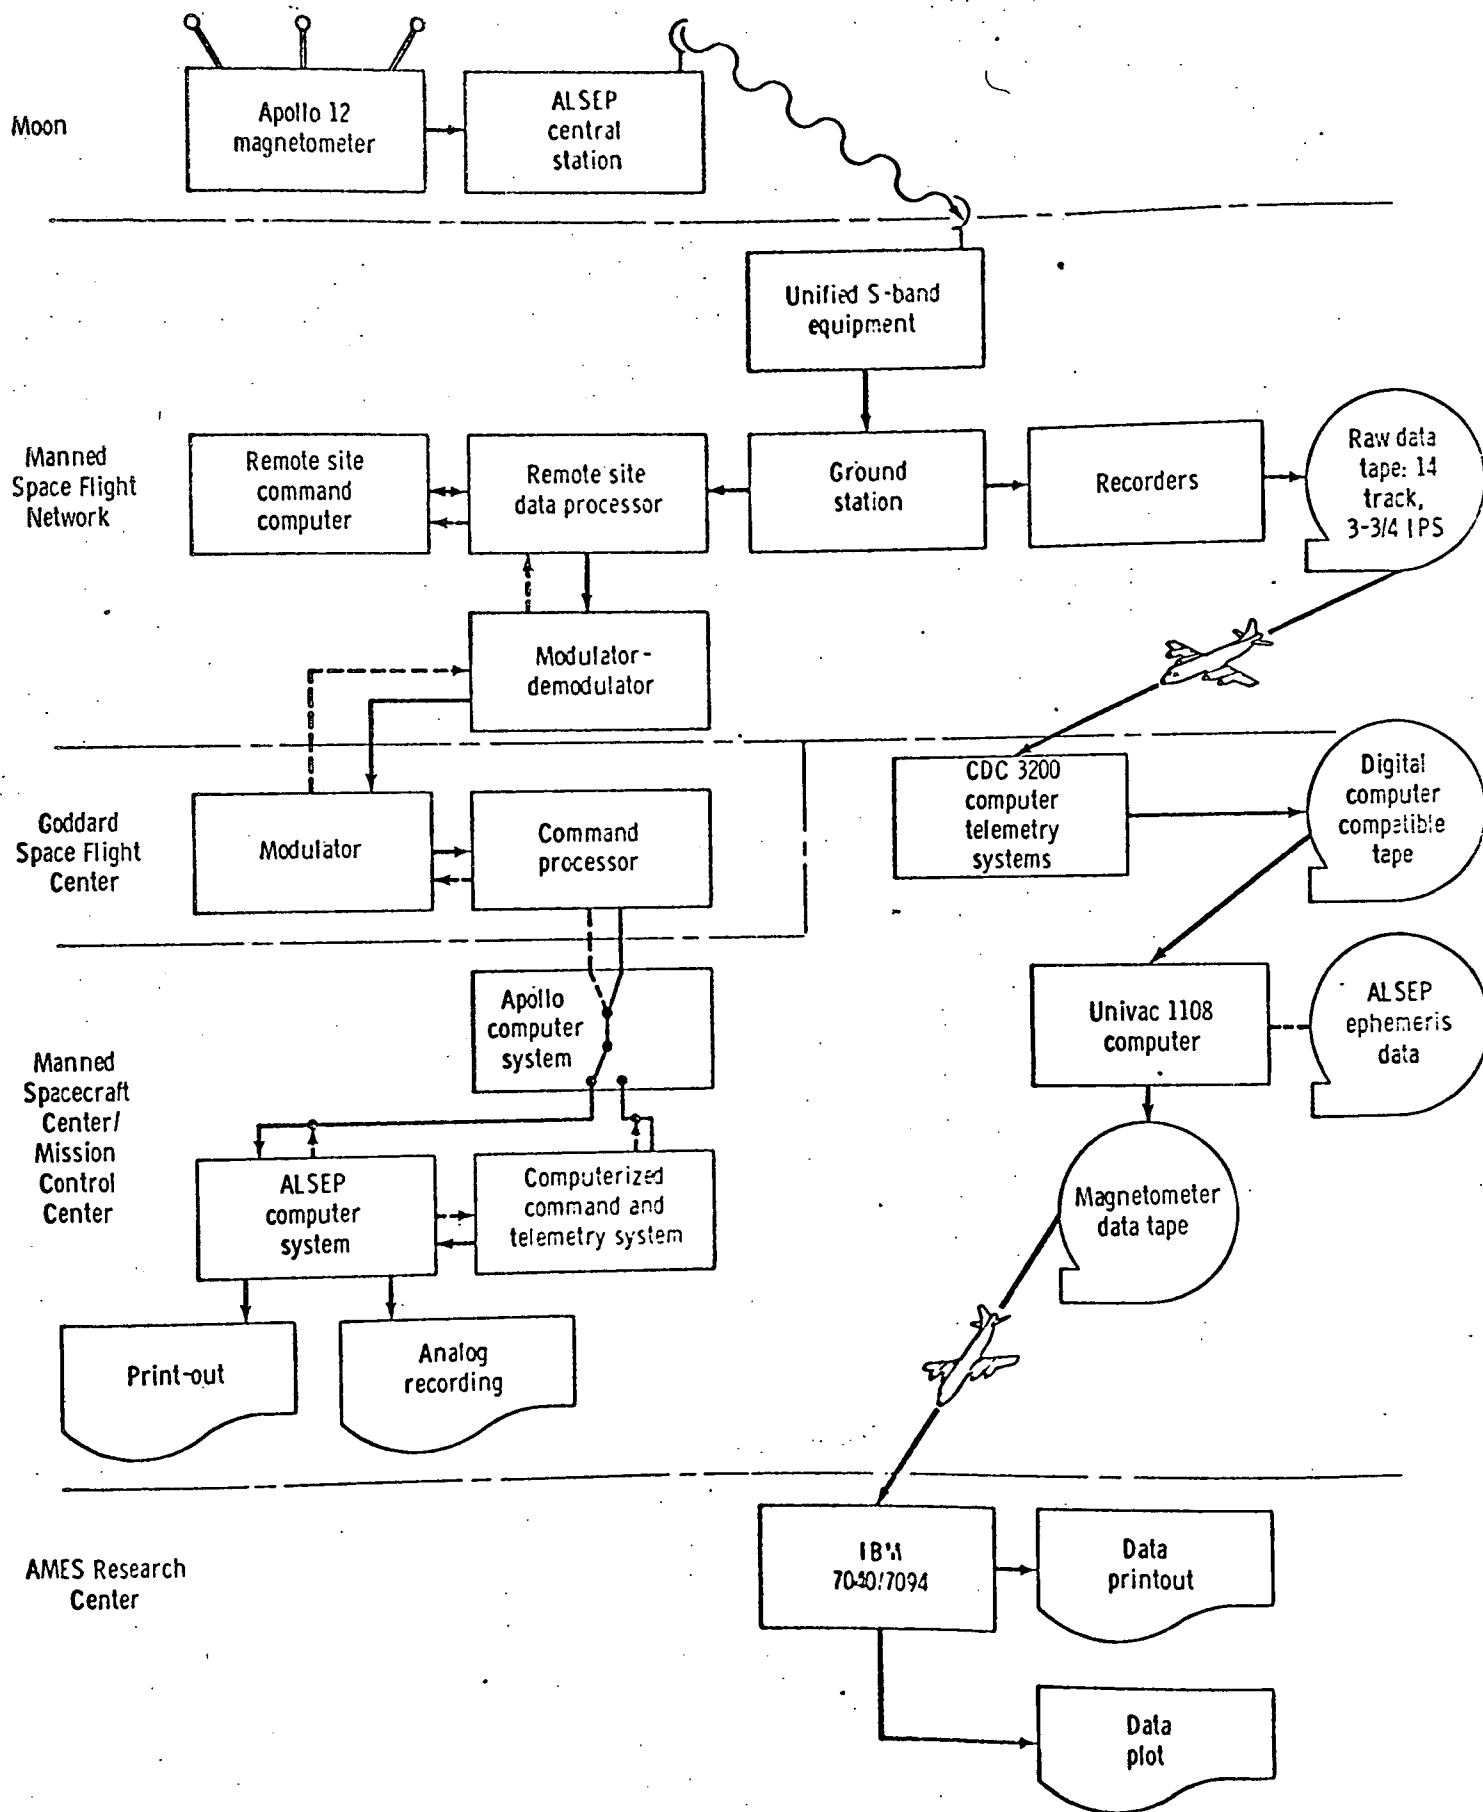 Moon
Apollo 12
magnetometer
ALSEP
central
station
Unified S-band
equipment
Manned
Space Flight
Network
Remote site
command
computer
Remote site
data processor
Ground
station
Recorders
Raw data
tape: 14
track,
3-3/4 IPS
Modulator-
demodulator
Goddard
Space Flight
Center
Modulator
Command
processor
CDC 3200
computer
telemetry
systems
Digital
computer
compatible
tape
Manned
Spacecraft
Center/
Mission
Control
Center
Apollo
computer
system
Univac 1108
computer
ALSEP
ephemeris
data
ALSEP
computer
system
Computerized
command and
telemetry system
Magnetometer
data tape
Print-out
Analog
recording
AMES Research
Center
IBM
7040/7094
Data
printout
Data
plot